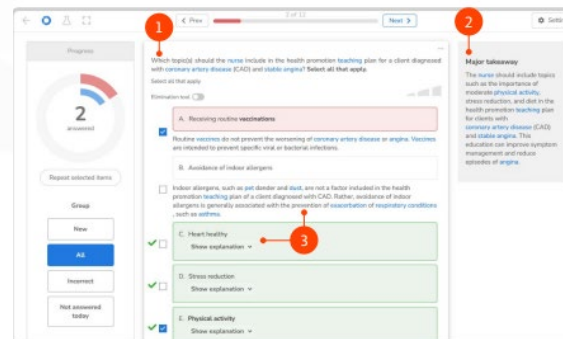 Prev
2 of 12
Next
Setti
1
2
Progress
2
answered
Repeat selected items
Group
New
All
Incorrect
Not answered
today
Which topic(s) should the nurse include in the health promotion teaching plan for a client diagnosed
with coronary artery disease (CAD) and stable angina? Select all that apply.
Select all that apply
Elimination tool
A. Receiving routine vaccinations
Routine vaccines do not prevent the worsening of coronary artery disease or angina. Vaccines
are intended to prevent specific viral or bacterial infections.
B. Avoidance of indoor allergens
Indoor allergens, such as pet dander and dust, are not a factor included in the health
promotion teaching plan of a client diagnosed with CAD. Rather, avoidance of indoor
allergens is generally associated with the prevention of exacerbation of respiratory conditions
, such as asthma.
C. Heart healthy
Show explanation
3
D. Stress reduction
Show explanation
E. Physical activity
Show explanation
Major takeaway
The nurse should include topics
such as the importance of
moderate physical activity,
stress reduction, and diet in the
health promotion teaching plan
for clients with
coronary artery disease (CAD)
and stable angina. This
education can improve symptom
management and reduce
episodes of angina.